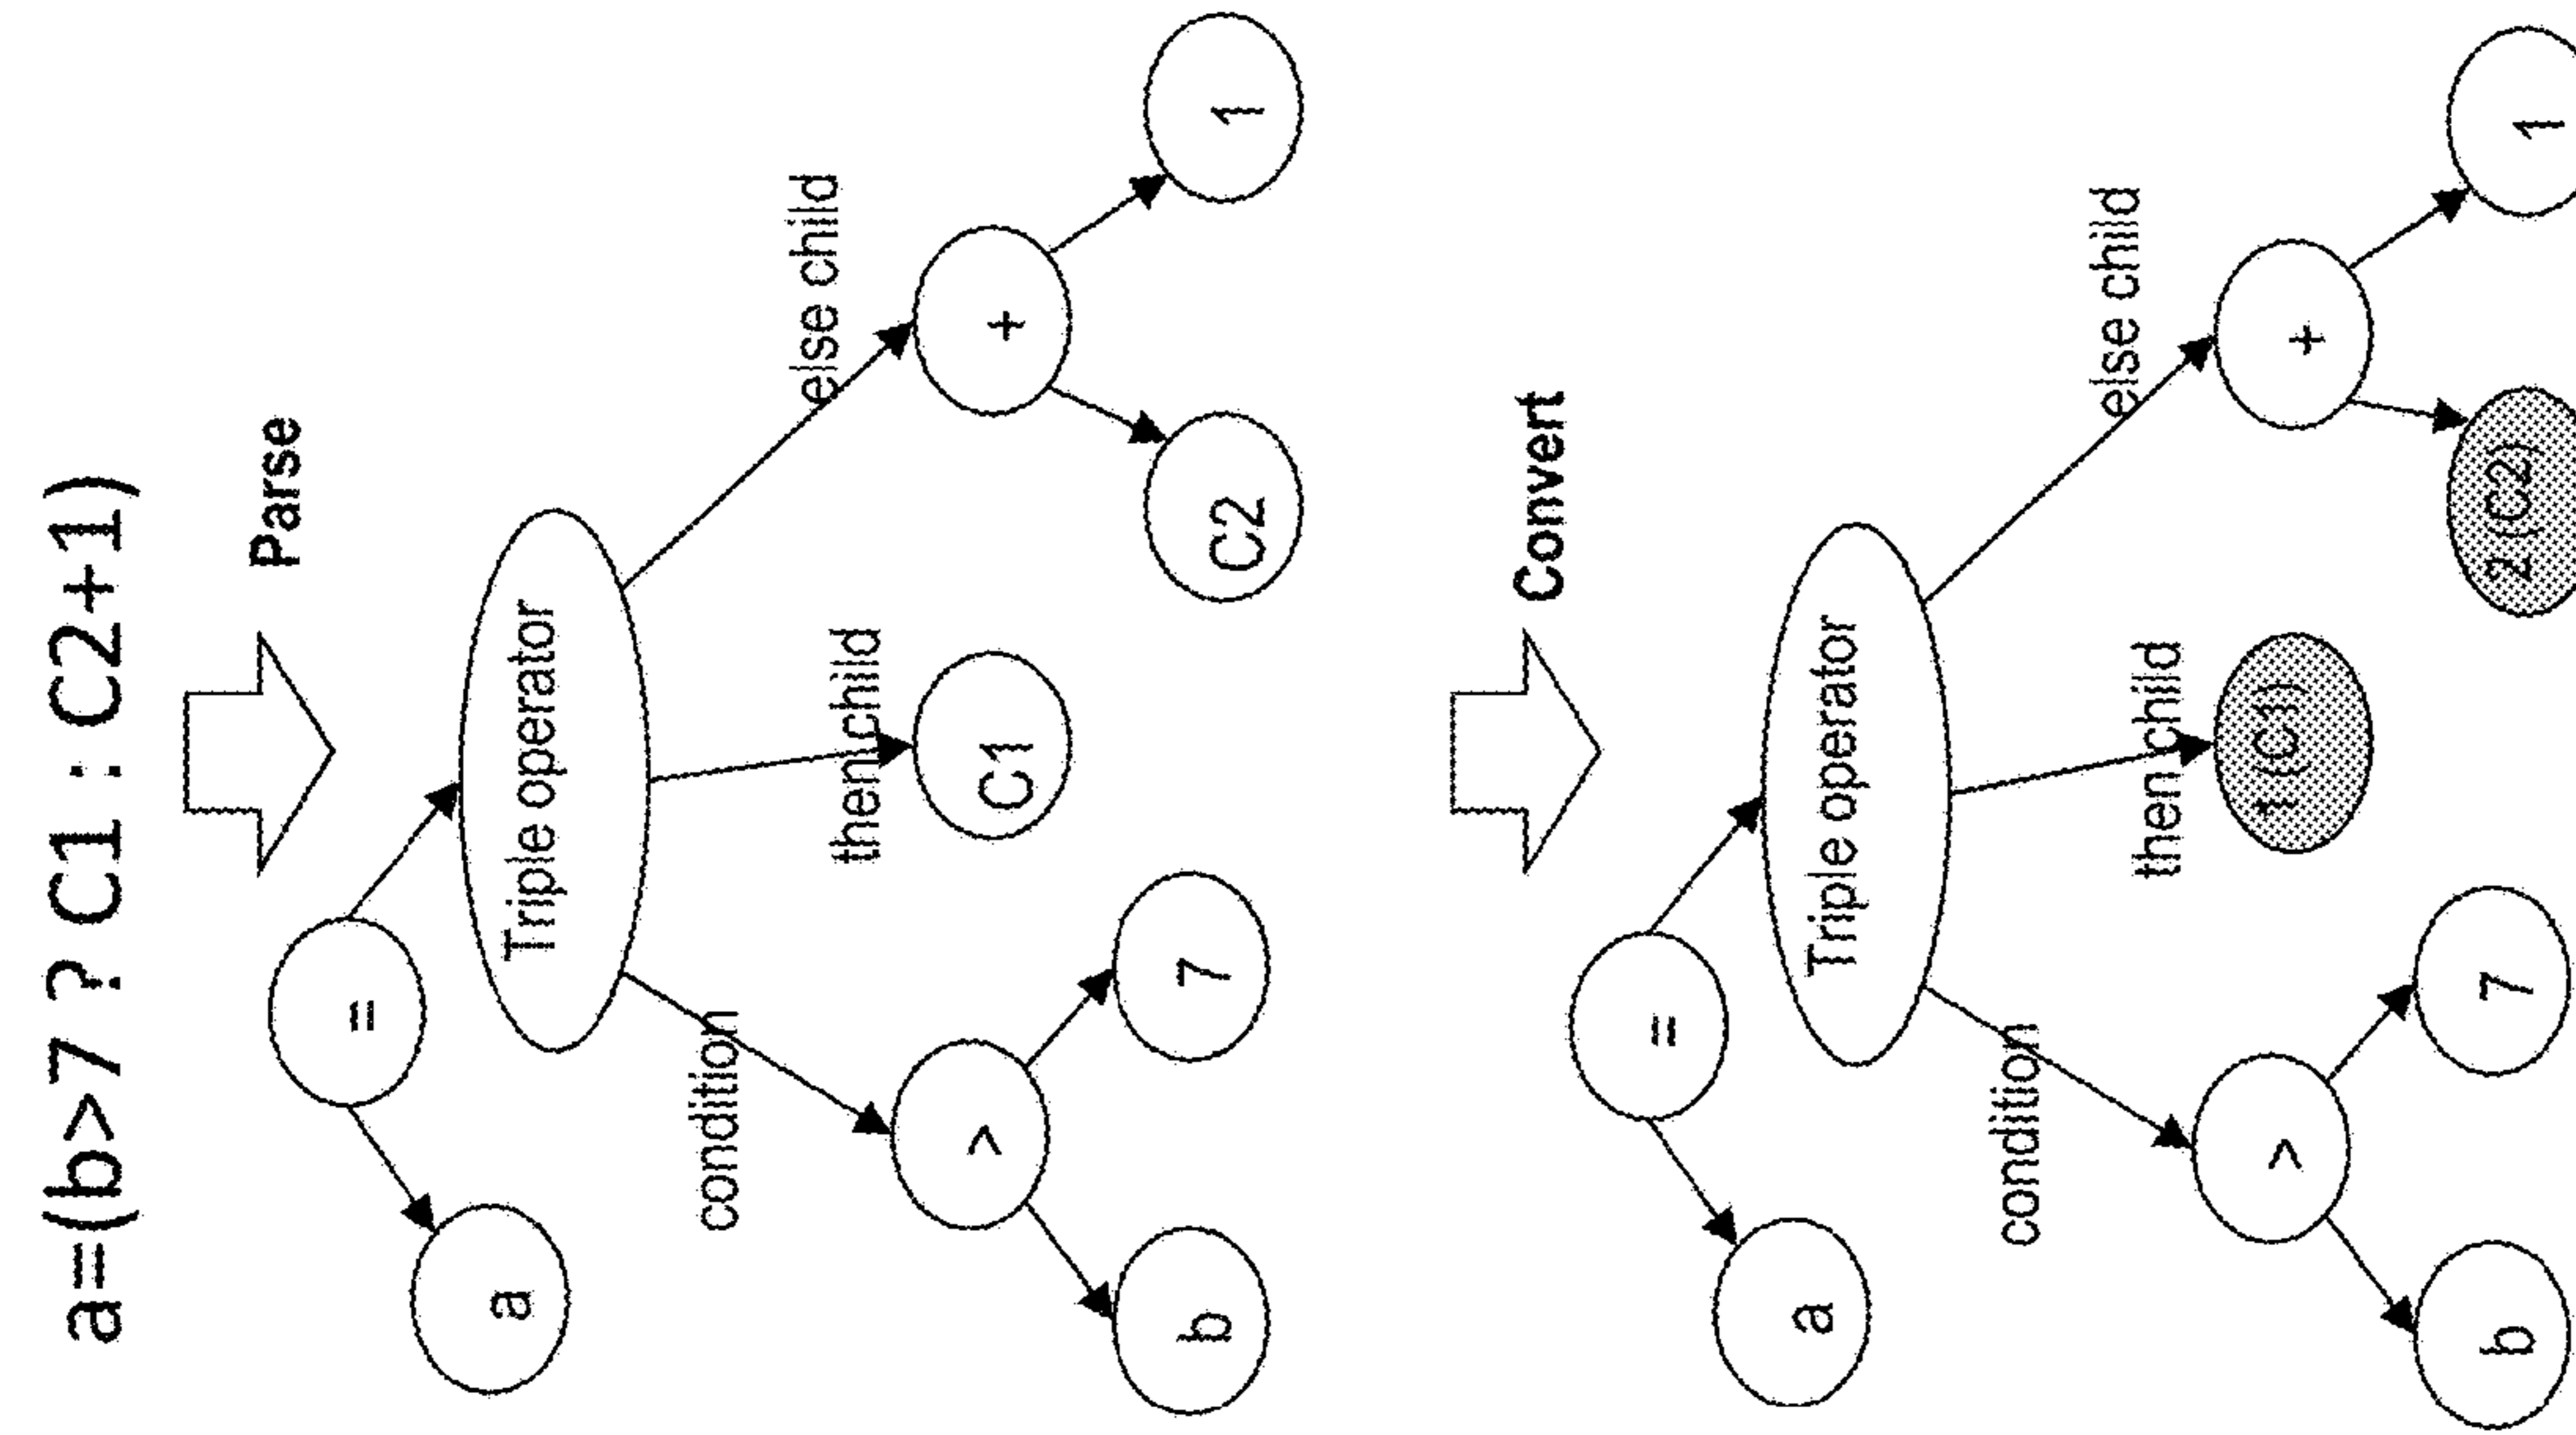 a=(b>7 ? C1 : C2+1)
Parse
=
a
Triple operator
condition
then child
else child
>
C1
+
b
7
C2
1
Convert
=
a
Triple operator
condition
then child
else child
>
1 (C1)
+
b
7
2 (C2)
1